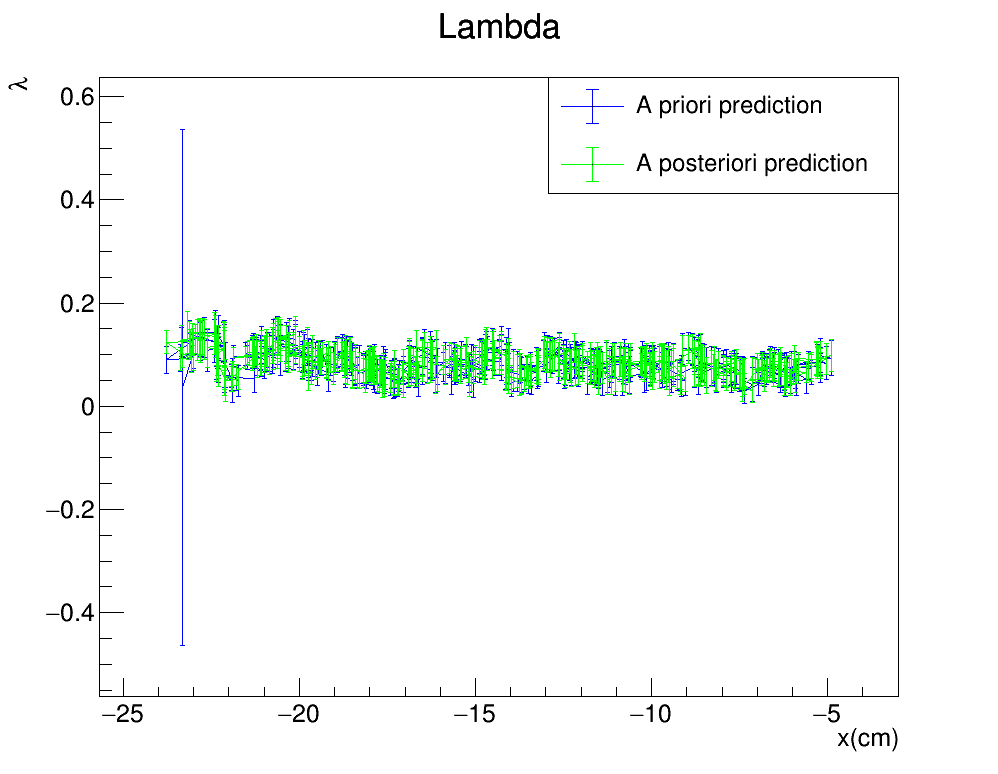 Lambda
λ
0.6
0.4
0.2
0
−0.2
−0.4
A priori prediction
A posteriori prediction
−25 −20 −15 −10 −5
x(cm)